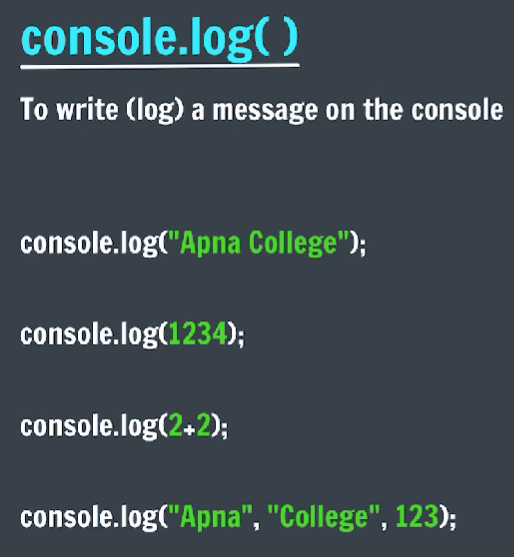 console.log( )
To write (log) a message on the console
console.log("Apna College");
console.log(1234);
console.log(2+2);
console.log("Apna", "College", 123);